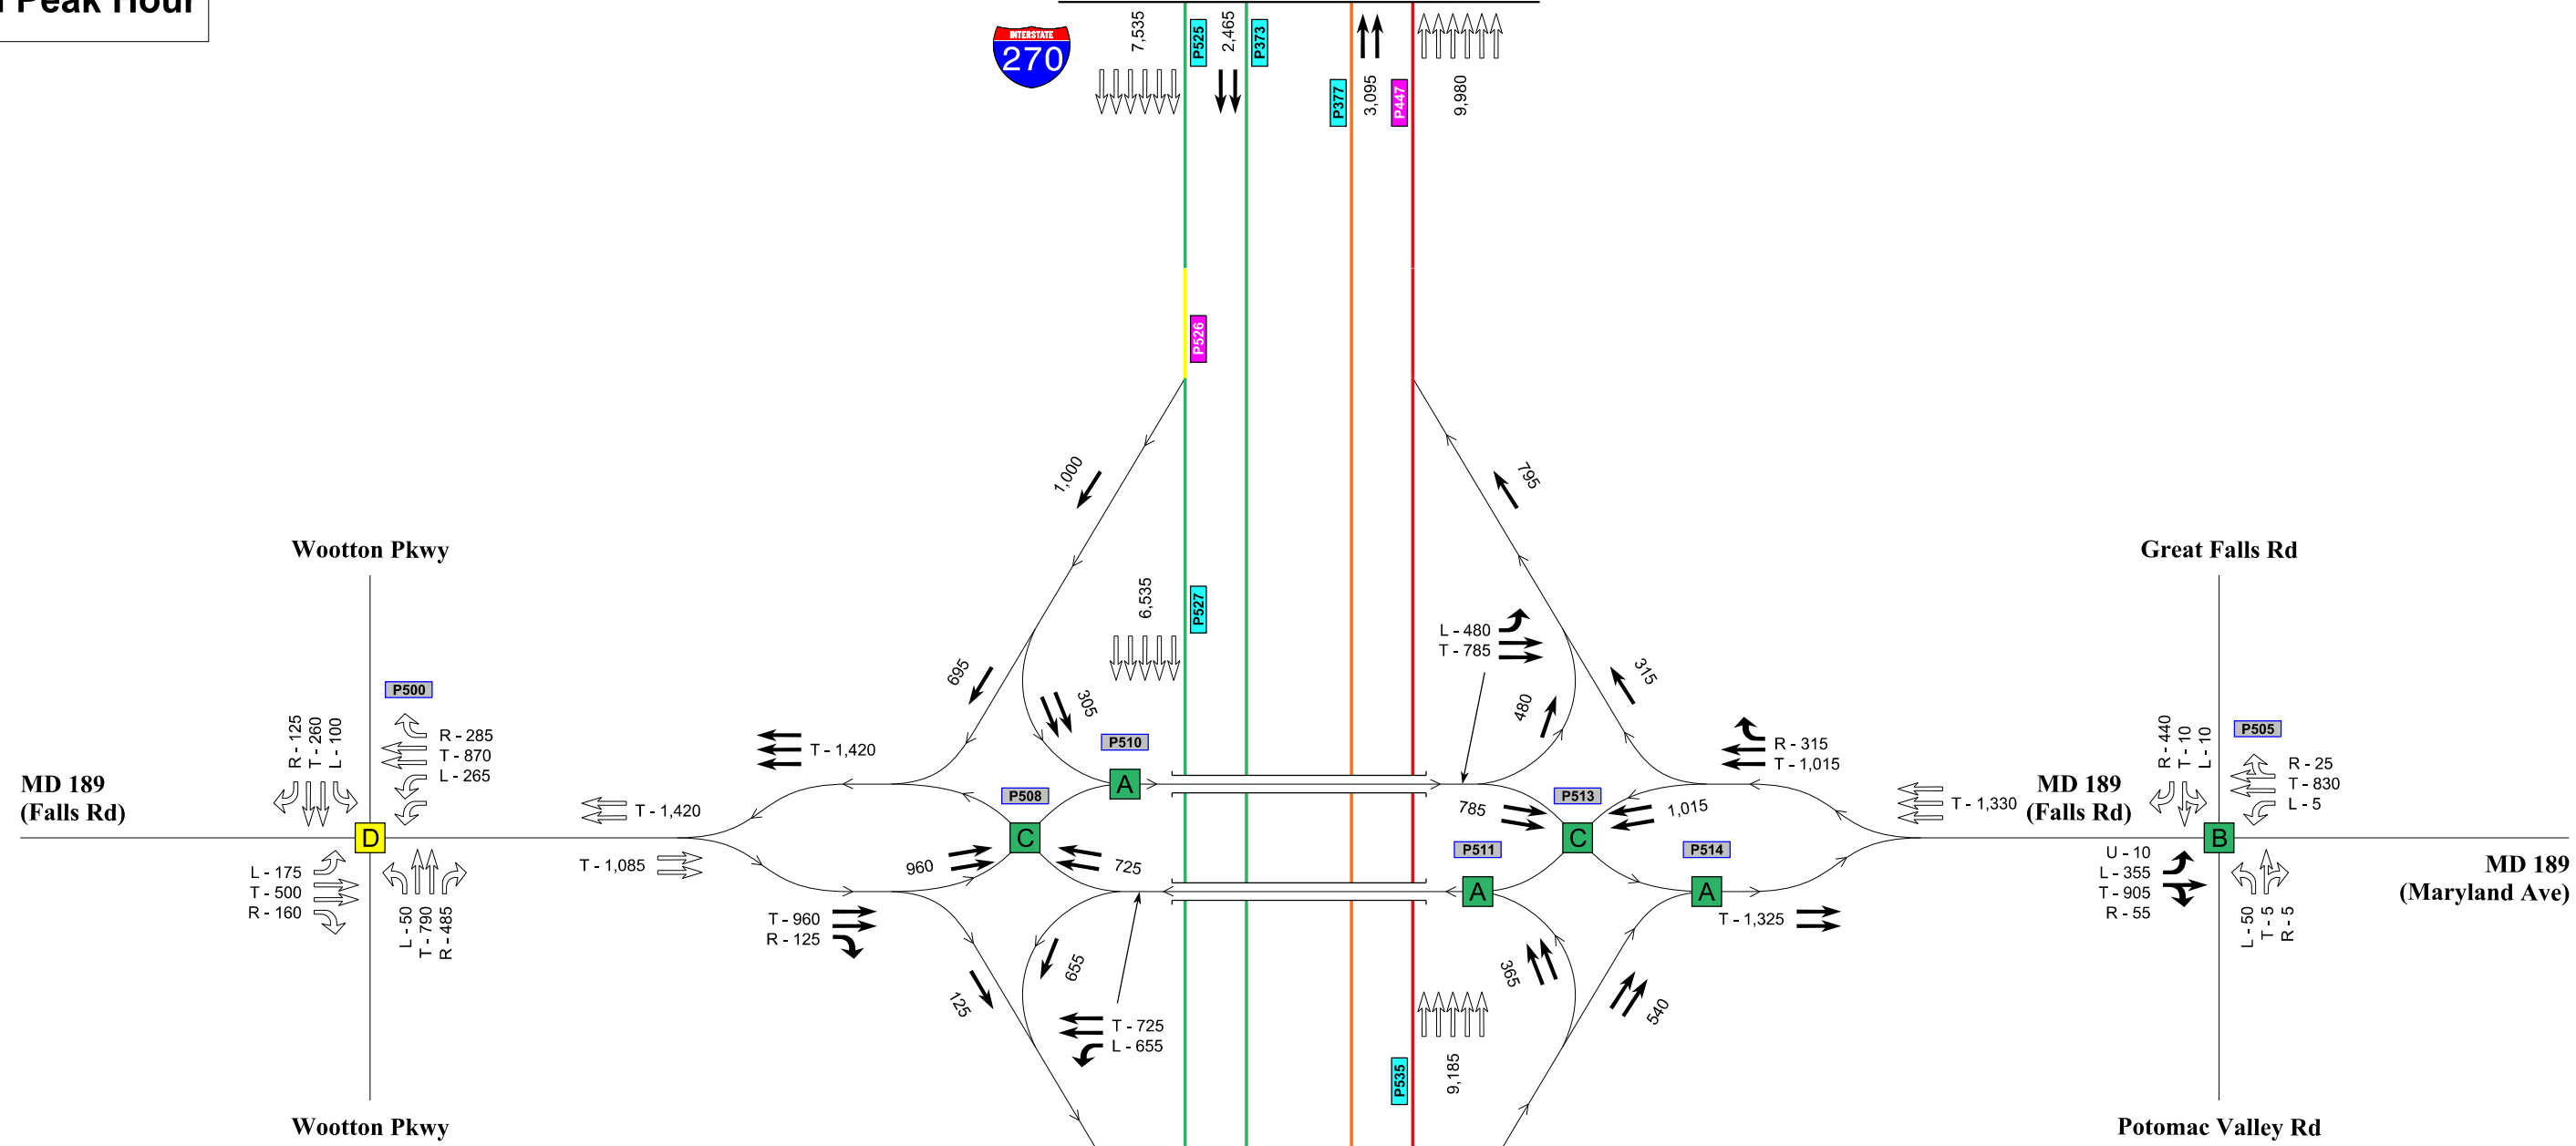 Peak Hour
INTERSTATE
270
7,535
P525
2,465
P373
P377
3,095
P447
9,980
P526
1,000
795
Wootton Pkwy
Great Falls Rd
6,535
P527
L - 480
T - 785
695
305
480
315
P500
R - 125
T - 260
L - 100
R - 285
T - 870
L - 265
P510
T - 1,420
R - 315
T - 1,015
R - 440
T - 10
L - 10
P505
R - 25
T - 830
L - 5
MD 189
(Falls Rd)
T - 1,420
P508
A
785
P513
1,015
T - 1,330
MD 189
(Falls Rd)
D
C
C
B
L - 175
T - 500
R - 160
T - 1,085
960
725
P511
P514
U - 10
L - 355
T - 905
R - 55
MD 189
(Maryland Ave)
A
A
L - 50
T - 790
R - 485
T - 960
R - 125
T - 1,325
L - 50
T - 5
R - 5
125
655
365
540
T - 725
L - 655
P535
9,185
Wootton Pkwy
Potomac Valley Rd